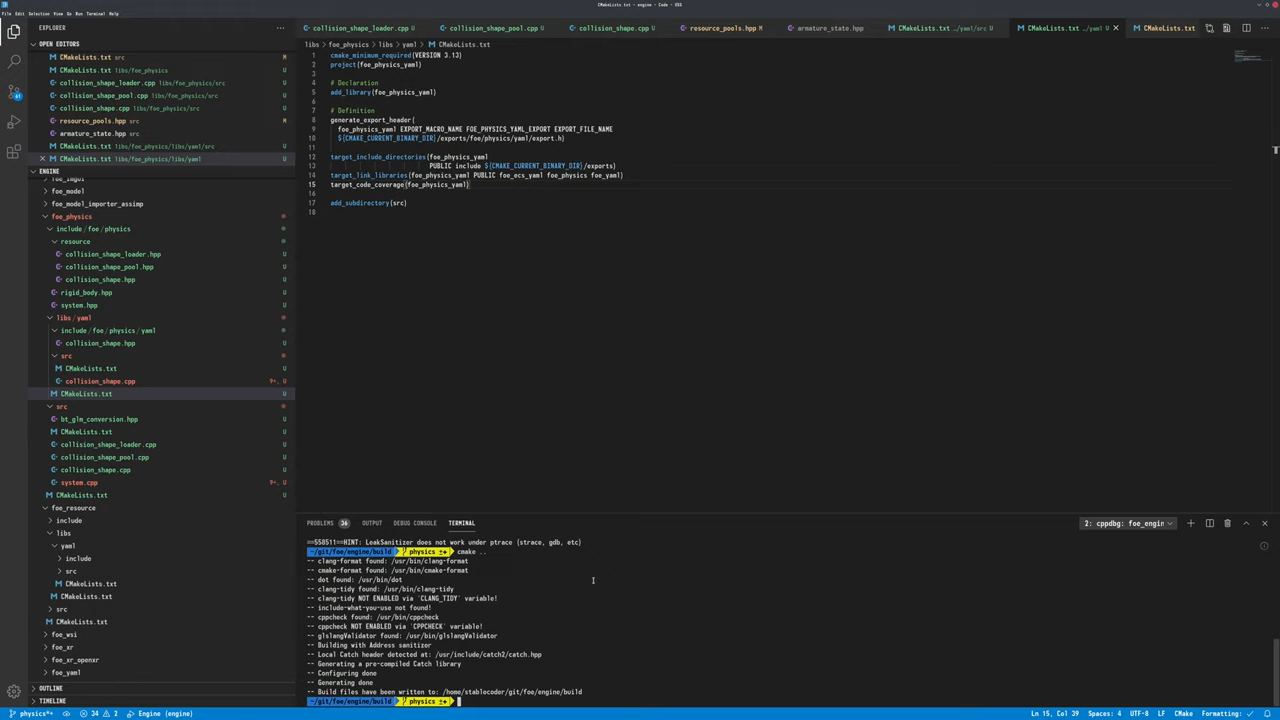 CMakeLists.txt - engine - Code - OSS
File Edit Selection View Go Run Terminal Help
EXPLORER
OPEN EDITORS
CMakeLists.txt src M
CMakeLists.txt libs/foe_physics
collision_shape_loader.cpp libs/foe_physics/src U
collision_shape_pool.cpp libs/foe_physics/src U
collision_shape.cpp libs/foe_physics/src U
resource_pools.hpp M
armature_state.hpp
CMakeLists.txt libs/foe_physics/libs/yaml/src U
CMakeLists.txt libs/foe_physics/libs/yaml U
ENGINE
foe_imgui
foe_model
foe_model_importer_assimp
foe_physics
include/foe/physics
resource
collision_shape_loader.hpp U
collision_shape_pool.hpp U
collision_shape.hpp U
rigid_body.hpp U
system.hpp U
libs/yaml
include/foe/physics/yaml
collision_shape.hpp U
src
CMakeLists.txt U
collision_shape.cpp 9+, U
CMakeLists.txt U
src
bt_glm_conversion.hpp U
CMakeLists.txt U
collision_shape_loader.cpp U
collision_shape_pool.cpp U
collision_shape.cpp U
system.cpp 9+, U
CMakeLists.txt U
foe_resource
include
libs
yaml
include
src
CMakeLists.txt
CMakeLists.txt
src
CMakeLists.txt
foe_wsi
foe_xr
foe_xr_openxr
foe_yaml
OUTLINE
TIMELINE
collision_shape_loader.cpp U
collision_shape_pool.cpp U
collision_shape.cpp U
resource_pools.hpp M
armature_state.hpp
CMakeLists.txt .../yaml/src U
CMakeLists.txt .../yaml U
CMakeLists.txt M
libs > foe_physics > libs > yaml > CMakeLists.txt
1 cmake_minimum_required(VERSION 3.13)
2 project(foe_physics_yaml)
3
4 # Declaration
5 add_library(foe_physics_yaml)
6
7 # Definition
8 generate_export_header(
9 foe_physics_yaml EXPORT_MACRO_NAME FOE_PHYSICS_YAML_EXPORT EXPORT_FILE_NAME
10 ${CMAKE_CURRENT_BINARY_DIR}/exports/foe/physics/yaml/export.h)
11
12 target_include_directories(foe_physics_yaml
13 PUBLIC include ${CMAKE_CURRENT_BINARY_DIR}/exports)
14 target_link_libraries(foe_physics_yaml PUBLIC foe_ecs_yaml foe_physics foe_yaml)
15 target_code_coverage(foe_physics_yaml)
16
17 add_subdirectory(src)
18
PROBLEMS 36 OUTPUT DEBUG CONSOLE TERMINAL
2: cppdbg: foe_engin
==558511==HINT: LeakSanitizer does not work under ptrace (strace, gdb, etc)
~/git/foe/engine/build physics ±+ cmake ..
-- clang-format found: /usr/bin/clang-format
-- cmake-format found: /usr/bin/cmake-format
-- dot found: /usr/bin/dot
-- clang-tidy found: /usr/bin/clang-tidy
-- clang-tidy NOT ENABLED via 'CLANG_TIDY' variable!
-- include-what-you-use not found!
-- cppcheck found: /usr/bin/cppcheck
-- cppcheck NOT ENABLED via 'CPPCHECK' variable!
-- glslangValidator found: /usr/bin/glslangValidator
-- Building with Address sanitizer
-- Local Catch header detected at: /usr/include/catch2/catch.hpp
-- Generating a pre-compiled Catch library
-- Configuring done
-- Generating done
-- Build files have been written to: /home/stablecoder/git/foe/engine/build
~/git/foe/engine/build physics ±+
physics*+ 34 2 Engine (engine)
Ln 15, Col 39 Spaces: 4 UTF-8 LF CMake Formatting: